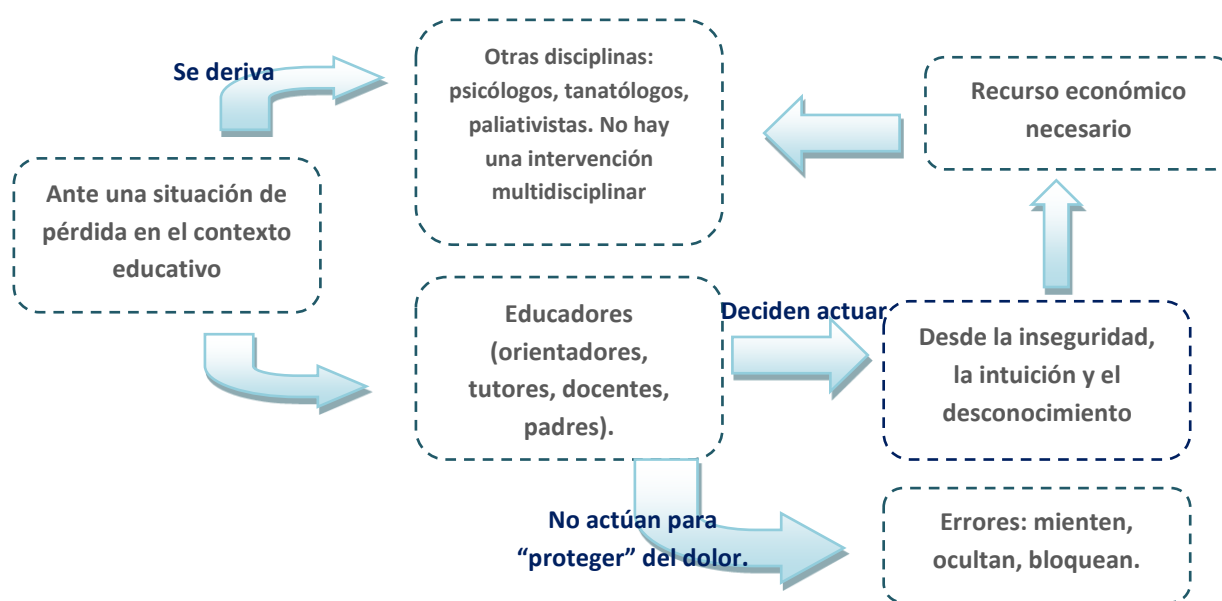 Se deriva
Otras disciplinas:
psicólogos, tanatólogos,
paliativistas. No hay
una intervención
multidisciplinar
Recurso económico
necesario
Ante una situación de
pérdida en el contexto
educativo
Educadores
(orientadores,
tutores, docentes,
padres).
Deciden actuar
Desde la inseguridad,
la intuición y el
desconocimiento
No actúan para
“proteger” del dolor.
Errores: mienten,
ocultan, bloquean.